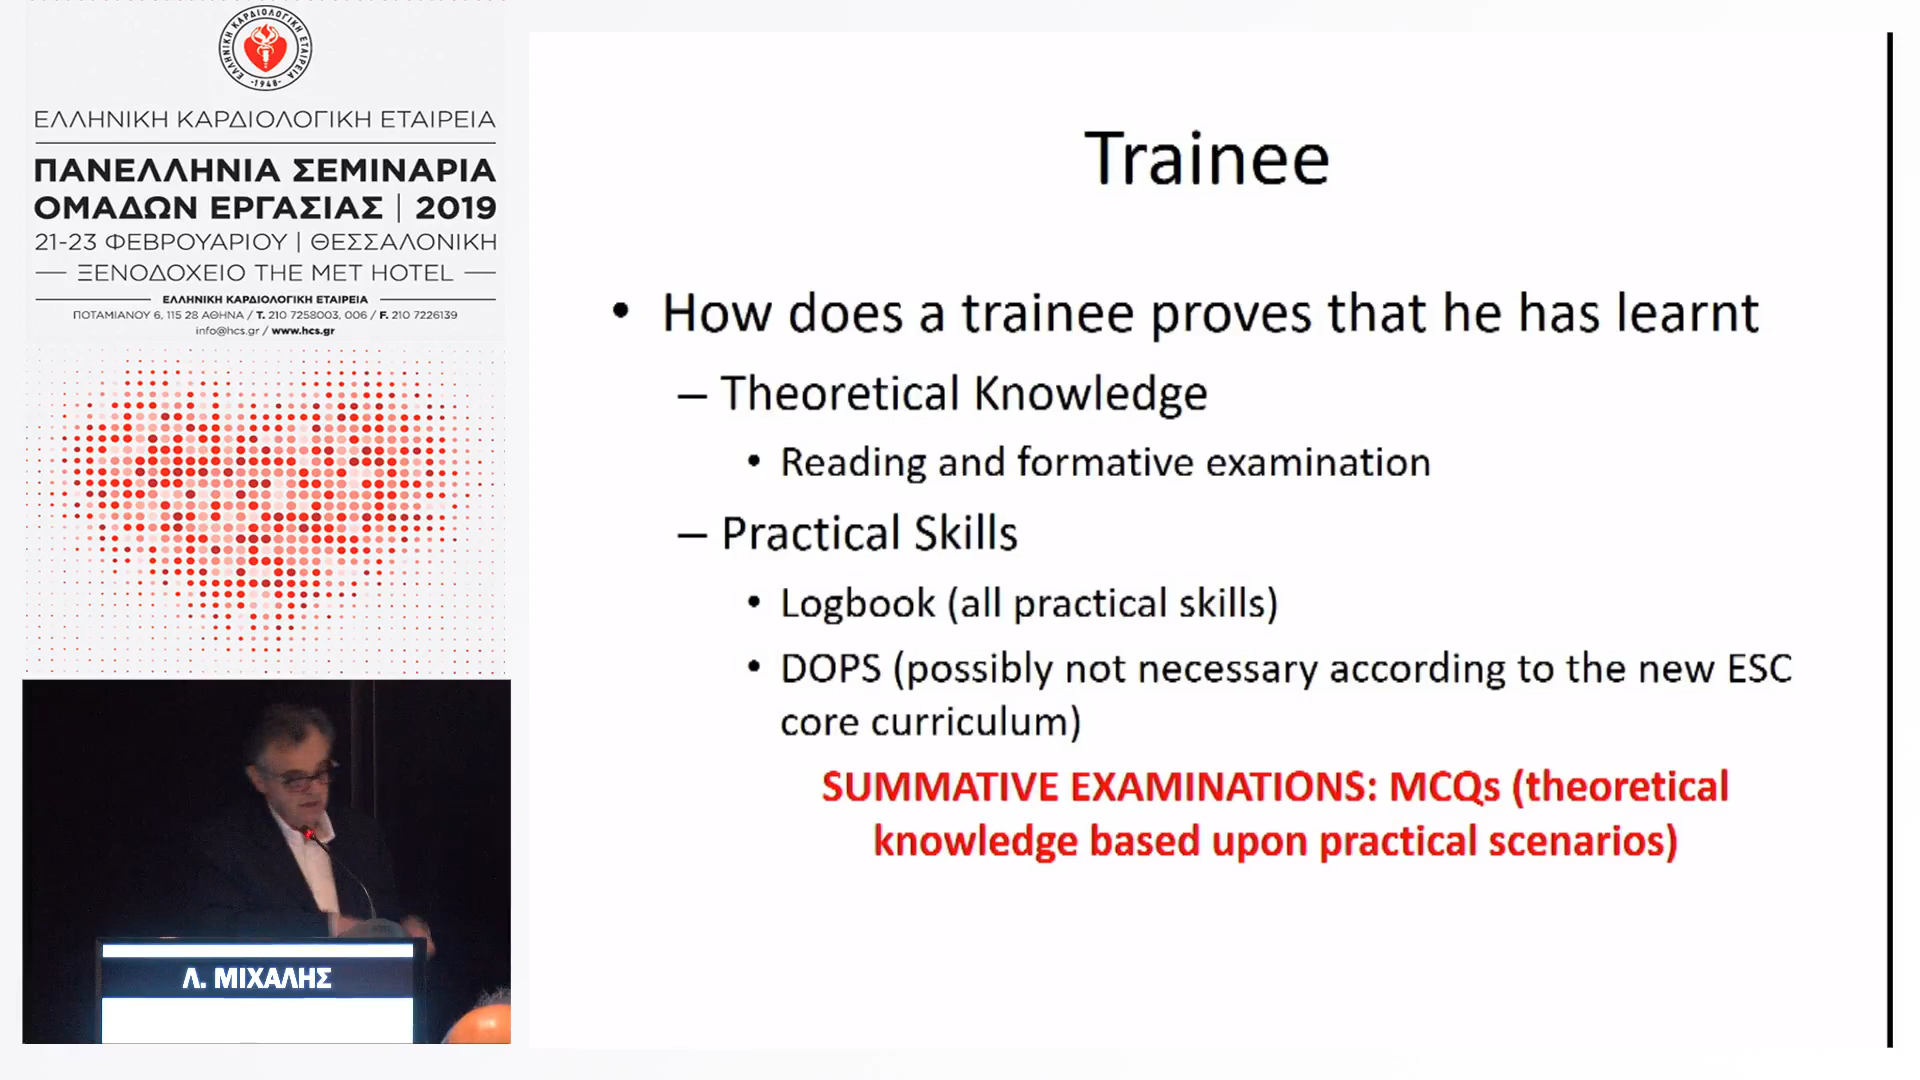 ΕΛΛΗΝΙΚΗ ΚΑΡΔΙΟΛΟΓΙΚΗ ΕΤΑΙΡΕΙΑ
·1948·
ΕΛΛΗΝΙΚΗ ΚΑΡΔΙΟΛΟΓΙΚΗ ΕΤΑΙΡΕΙΑ
ΠΑΝΕΛΛΗΝΙΑ ΣΕΜΙΝΑΡΙΑ
ΟΜΑΔΩΝ ΕΡΓΑΣΙΑΣ | 2019
21-23 ΦΕΒΡΟΥΑΡΙΟΥ | ΘΕΣΣΑΛΟΝΙΚΗ
ΞΕΝΟΔΟΧΕΙΟ THE MET HOTEL
ΕΛΛΗΝΙΚΗ ΚΑΡΔΙΟΛΟΓΙΚΗ ΕΤΑΙΡΕΙΑ
ΠΟΤΑΜΙΑΝΟΥ 6, 115 28 ΑΘΗΝΑ / T. 210 7258003, 006 / F. 210 7226139
info@hcs.gr / www.hcs.gr
Λ. ΜΙΧΑΛΗΣ
Trainee
• How does a trainee proves that he has learnt
– Theoretical Knowledge
• Reading and formative examination
– Practical Skills
• Logbook (all practical skills)
• DOPS (possibly not necessary according to the new ESC
core curriculum)
SUMMATIVE EXAMINATIONS: MCQs (theoretical
knowledge based upon practical scenarios)